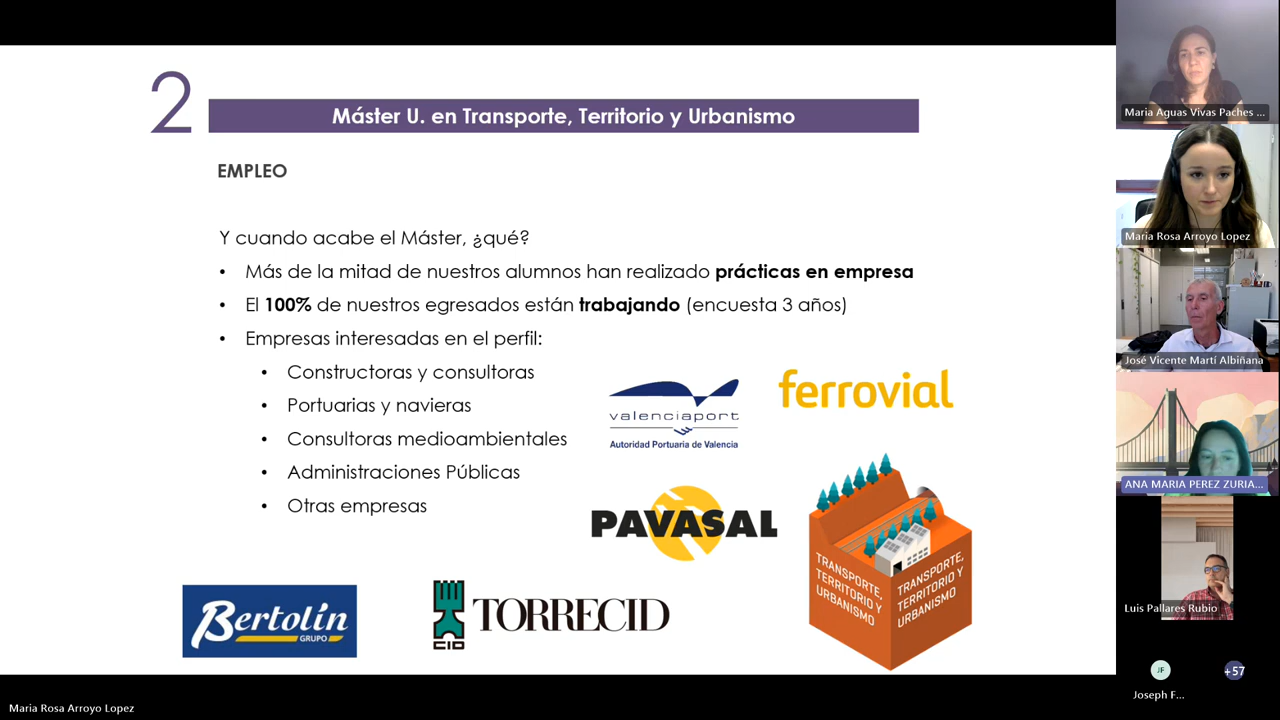 2
Máster U. en Transporte, Territorio y Urbanismo
EMPLEO
Y cuando acabe el Máster, ¿qué?
• Más de la mitad de nuestros alumnos han realizado prácticas en empresa
• El 100% de nuestros egresados están trabajando (encuesta 3 años)
• Empresas interesadas en el perfil:
• Constructoras y consultoras
• Portuarias y navieras
• Consultoras medioambientales
• Administraciones Públicas
• Otras empresas
valenciaport
Autoridad Portuaria de Valencia
ferrovial
PAVASAL
TRANSPORTE,
TERRITORIO Y
URBANISMO
TRANSPORTE,
TERRITORIO Y
URBANISMO
Bertolín
GRUPO
CID
TORRECID
Maria Aguas Vivas Paches ...
Maria Rosa Arroyo Lopez
José Vicente Martí Albiñana
ANA MARIA PEREZ ZURIA...
Luis Pallares Rubio
JF
+57
Joseph F...
Maria Rosa Arroyo Lopez